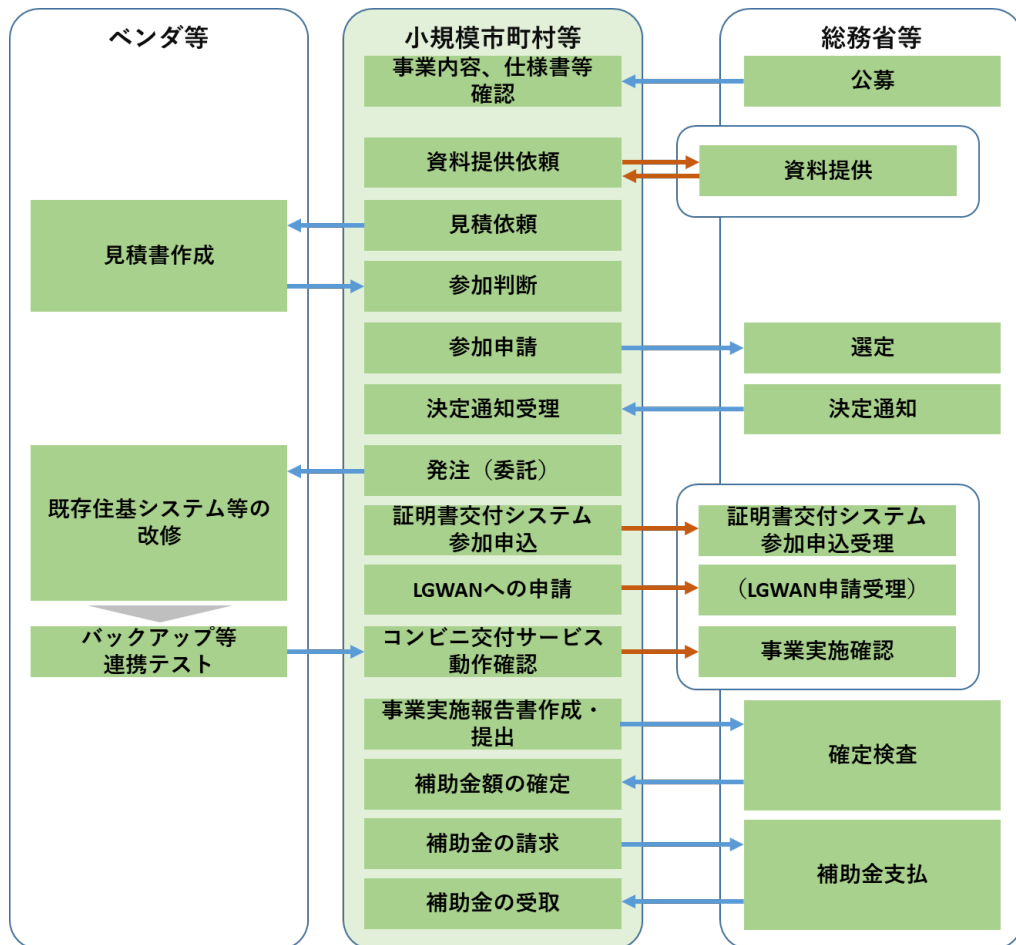 ベンダ等
小規模市町村等
総務省等
事業内容、仕様書等
確認
公募
資料提供依頼
資料提供
見積依頼
見積書作成
参加判断
参加申請
選定
決定通知受理
決定通知
発注（委託）
既存住基システム等の
改修
証明書交付システム
参加申込
証明書交付システム
参加申込受理
LGWANへの申請
（LGWAN申請受理）
バックアップ等
連携テスト
コンビニ交付サービス
動作確認
事業実施確認
事業実施報告書作成・
提出
確定検査
補助金額の確定
補助金の請求
補助金支払
補助金の受取